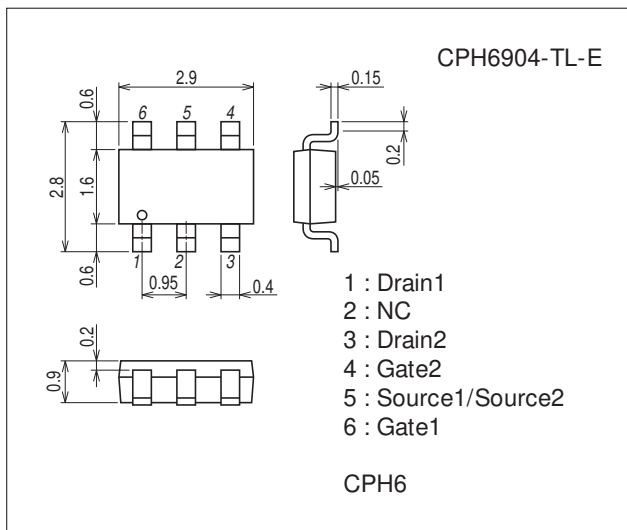 CPH6904-TL-E
2.9
0.15
0.6
6
5
4
0.2
2.8
1.6
0.05
0.6
1
2
3
0.95
0.4
0.2
0.9
1 : Drain1
2 : NC
3 : Drain2
4 : Gate2
5 : Source1/Source2
6 : Gate1
CPH6